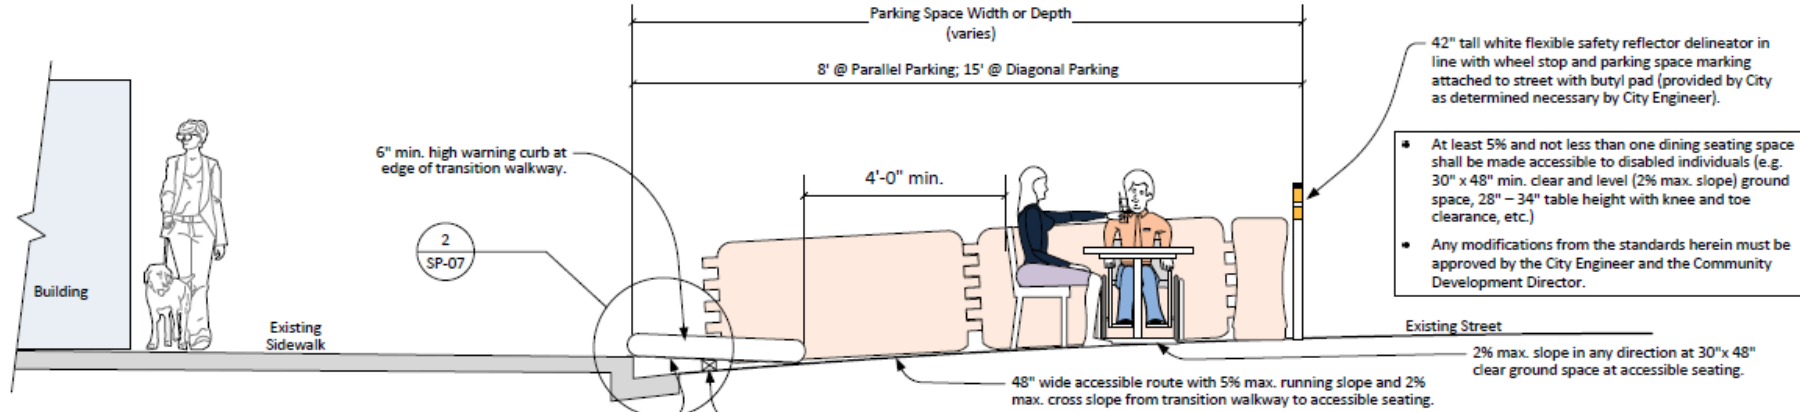 Parking Space Width or Depth
(varies)
8' @ Parallel Parking; 15' @ Diagonal Parking
42" tall white flexible safety reflector delineator in
line with wheel stop and parking space marking
attached to street with butyl pad (provided by City
as determined necessary by City Engineer).
6" min. high warning curb at
edge of transition walkway.
4'-0" min.
• At least 5% and not less than one dining seating space
shall be made accessible to disabled individuals (e.g.
30" x 48" min. clear and level (2% max. slope) ground
space, 28" – 34" table height with knee and toe
clearance, etc.)
• Any modifications from the standards herein must be
approved by the City Engineer and the Community
Development Director.
2
SP-07
Building
Existing
Sidewalk
Existing Street
2% max. slope in any direction at 30"x 48"
clear ground space at accessible seating.
48" wide accessible route with 5% max. running slope and 2%
max. cross slope from transition walkway to accessible seating.